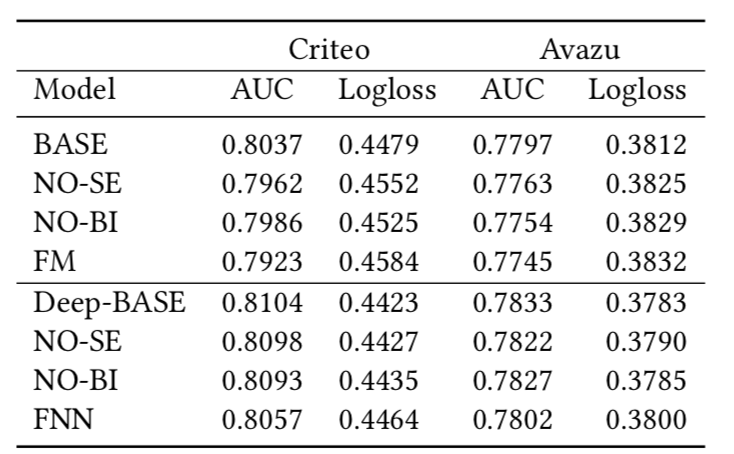 Criteo Avazu
Model AUC Logloss AUC Logloss
BASE 0.8037 0.4479 0.7797 0.3812
NO-SE 0.7962 0.4552 0.7763 0.3825
NO-BI 0.7986 0.4525 0.7754 0.3829
FM 0.7923 0.4584 0.7745 0.3832
Deep-BASE 0.8104 0.4423 0.7833 0.3783
NO-SE 0.8098 0.4427 0.7822 0.3790
NO-BI 0.8093 0.4435 0.7827 0.3785
FNN 0.8057 0.4464 0.7802 0.3800